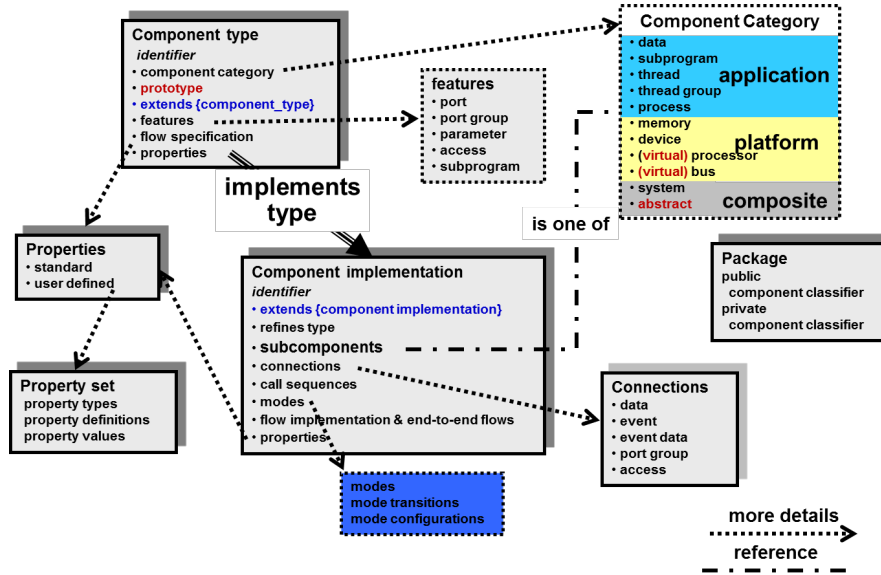 Component type
identifier
• component category
• prototype
• extends {component_type}
• features
• flow specification
• properties
features
• port
• port group
• parameter
• access
• subprogram
Component Category
• data
• subprogram
• thread
• thread group
• process
application
• memory
• device
• (virtual) processor
• (virtual) bus
platform
• system
• abstract
composite
implements
type
is one of
Properties
• standard
• user defined
Component implementation
identifier
• extends {component implementation}
• refines type
• subcomponents
• connections
• call sequences
• modes
• flow implementation & end-to-end flows
• properties
Package
public
component classifier
private
component classifier
Property set
property types
property definitions
property values
Connections
• data
• event
• event data
• port group
• access
modes
mode transitions
mode configurations
more details
reference